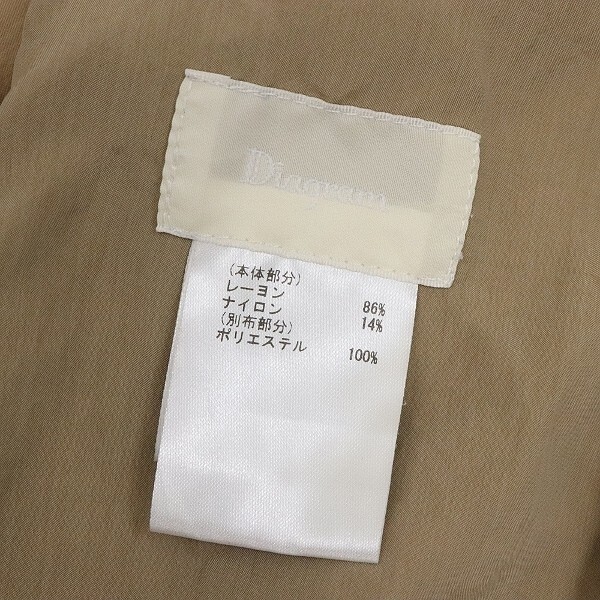 Diagram
(本体部分)
レーヨン 86%
ナイロン 14%
(別布部分)
ポリエステル 100%